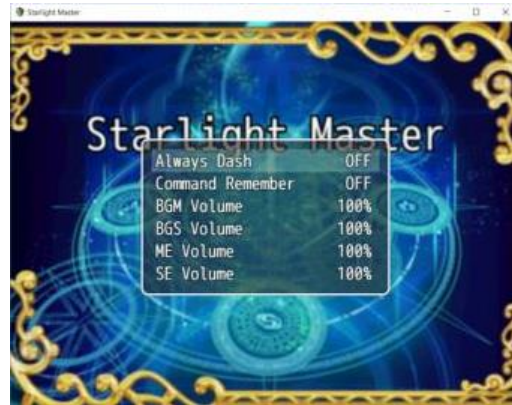 Starlight Master
Starlight Master
Always Dash OFF
Command Remember OFF
BGM Volume 100%
BGS Volume 100%
ME Volume 100%
SE Volume 100%